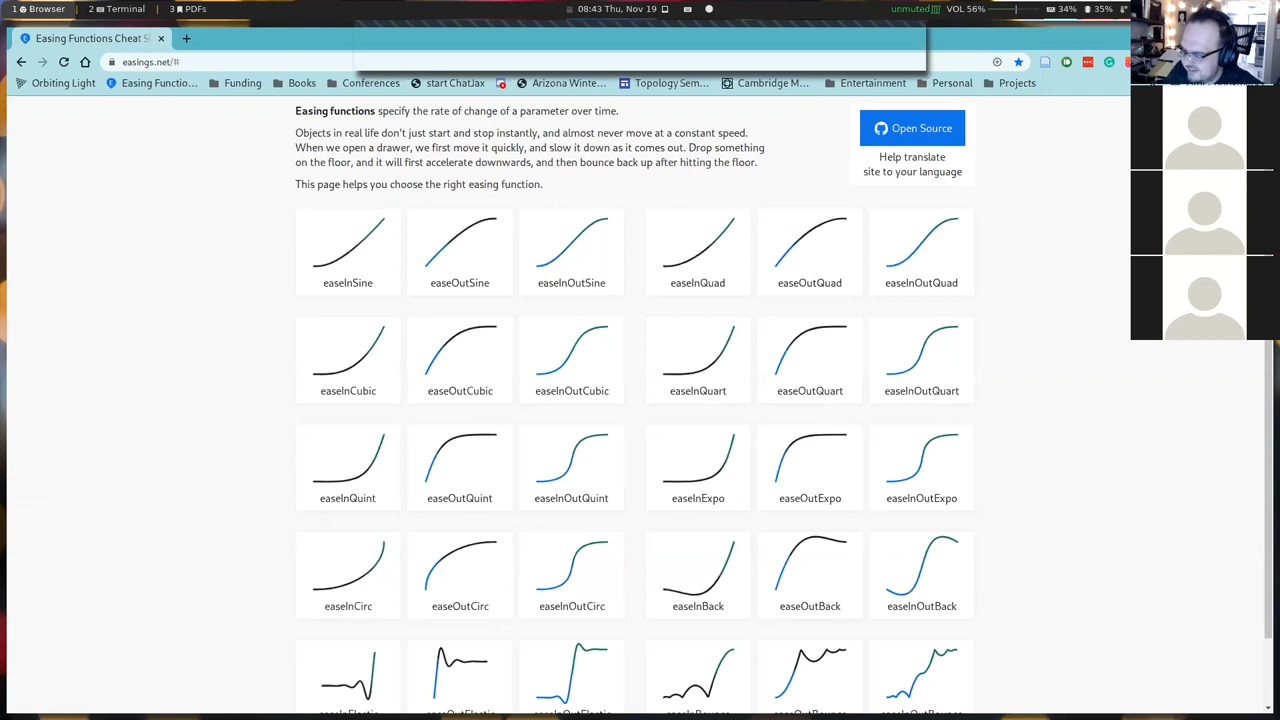 1 Browser 2 Terminal 3 PDFs 08:43 Thu, Nov 19 unmuted VOL 56% 34% 35%
Easing Functions Cheat S
easings.net/#
Orbiting Light Easing Functio... Funding Books Conferences start ChatJax Arizona Winte... Topology Sem... Cambridge M... Entertainment Personal Projects
Easing functions specify the rate of change of a parameter over time.
Objects in real life don't just start and stop instantly, and almost never move at a constant speed.
When we open a drawer, we first move it quickly, and slow it down as it comes out. Drop something
on the floor, and it will first accelerate downwards, and then bounce back up after hitting the floor.
This page helps you choose the right easing function.
Open Source
Help translate
site to your language
easeInSine easeOutSine easeInOutSine easeInQuad easeOutQuad easeInOutQuad
easeInCubic easeOutCubic easeInOutCubic easeInQuart easeOutQuart easeInOutQuart
easeInQuint easeOutQuint easeInOutQuint easeInExpo easeOutExpo easeInOutExpo
easeInCirc easeOutCirc easeInOutCirc easeInBack easeOutBack easeInOutBack
easeInElastic easeOutElastic easeInOutElastic easeInBounce easeOutBounce easeInOutBounce